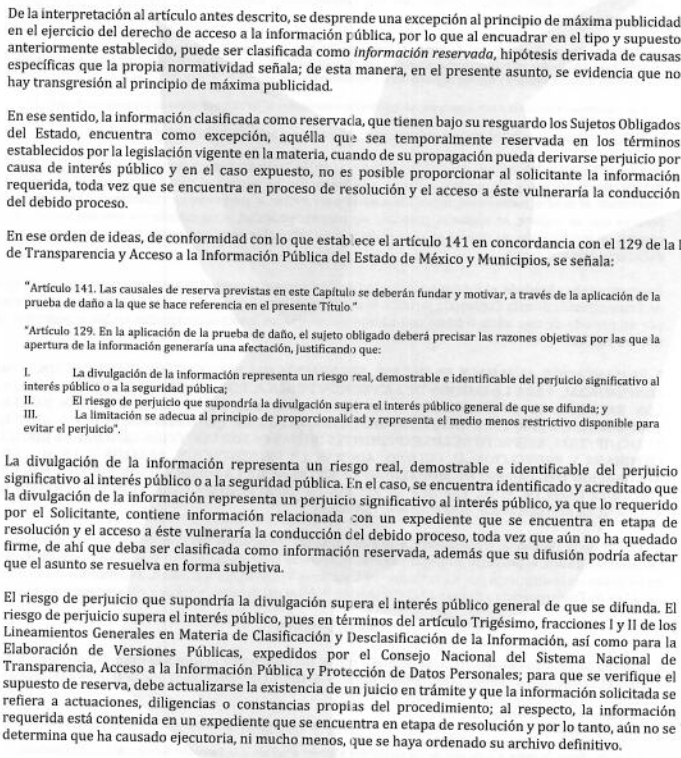 De la interpretación al artículo antes descrito, se desprende una excepción al principio de máxima publicidad
en el ejercicio del derecho de acceso a la información pública, por lo que al encuadrar en el tipo y supuesto
anteriormente establecido, puede ser clasificada como información reservada, hipótesis derivada de causas
específicas que la propia normatividad señala; de esta manera, en el presente asunto, se evidencia que no
hay transgresión al principio de máxima publicidad.
En ese sentido, la información clasificada como reservada, que tienen bajo su resguardo los Sujetos Obligados
del Estado, encuentra como excepción, aquélla que sea temporalmente reservada en los términos
establecidos por la legislación vigente en la materia, cuando de su propagación pueda derivarse perjuicio por
causa de interés público y en el caso expuesto, no es posible proporcionar al solicitante la información
requerida, toda vez que se encuentra en proceso de resolución y el acceso a éste vulneraría la conducción
del debido proceso.
En ese orden de ideas, de conformidad con lo que establece el artículo 141 en concordancia con el 129 de la
de Transparencia y Acceso a la Información Pública del Estado de México y Municipios, se señala:
"Artículo 141. Las causales de reserva previstas en este Capítulo se deberán fundar y motivar, a través de la aplicación de la
prueba de daño a la que se hace referencia en el presente Título."
"Artículo 129. En la aplicación de la prueba de daño, el sujeto obligado deberá precisar las razones objetivas por las que la
apertura de la información generaría una afectación, justificando que:
I. La divulgación de la información representa un riesgo real, demostrable e identificable del perjuicio significativo al
interés público o a la seguridad pública;
II. El riesgo de perjuicio que supondría la divulgación supera el interés público general de que se difunda; y
III. La limitación se adecua al principio de proporcionalidad y representa el medio menos restrictivo disponible para
evitar el perjuicio".
La divulgación de la información representa un riesgo real, demostrable e identificable del perjuicio
significativo al interés público o a la seguridad pública. En el caso, se encuentra identificado y acreditado que
la divulgación de la información representa un perjuicio significativo al interés público, ya que lo requerido
por el Solicitante, contiene información relacionada con un expediente que se encuentra en etapa de
resolución y el acceso a éste vulneraría la conducción del debido proceso, toda vez que aún no ha quedado
firme, de ahí que deba ser clasificada como información reservada, además que su difusión podría afectar
que el asunto se resuelva en forma subjetiva.
El riesgo de perjuicio que supondría la divulgación supera el interés público general de que se difunda. El
riesgo de perjuicio supera el interés público, pues en términos del artículo Trigésimo, fracciones I y II de los
Lineamientos Generales en Materia de Clasificación y Desclasificación de la Información, así como para la
Elaboración de Versiones Públicas, expedidos por el Consejo Nacional del Sistema Nacional de
Transparencia, Acceso a la Información Pública y Protección de Datos Personales; para que se verifique el
supuesto de reserva, debe actualizarse la existencia de un juicio en trámite y que la información solicitada se
refiera a actuaciones, diligencias o constancias propias del procedimiento; al respecto, la información
requerida está contenida en un expediente que se encuentra en etapa de resolución y por lo tanto, aún no se
determina que ha causado ejecutoria, ni mucho menos, que se haya ordenado su archivo definitivo.